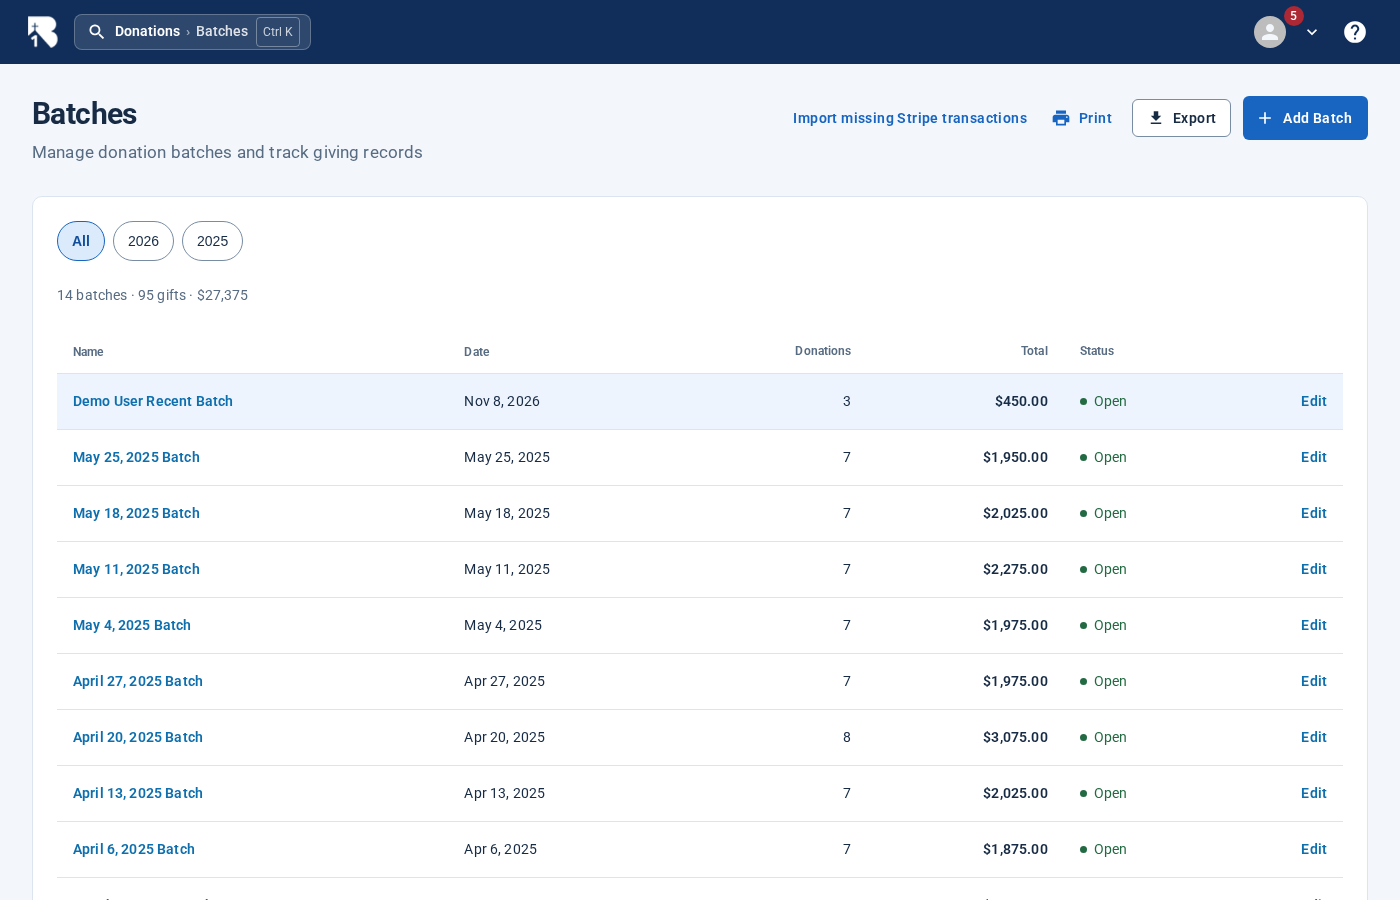 Donations › Batches Ctrl K
5
Batches
Manage donation batches and track giving records
Import missing Stripe transactions
Print
Export
Add Batch
All
2026
2025
14 batches · 95 gifts · $27,375
Name Date Donations Total Status
Demo User Recent Batch Nov 8, 2026 3 $450.00 Open Edit
May 25, 2025 Batch May 25, 2025 7 $1,950.00 Open Edit
May 18, 2025 Batch May 18, 2025 7 $2,025.00 Open Edit
May 11, 2025 Batch May 11, 2025 7 $2,275.00 Open Edit
May 4, 2025 Batch May 4, 2025 7 $1,975.00 Open Edit
April 27, 2025 Batch Apr 27, 2025 7 $1,975.00 Open Edit
April 20, 2025 Batch Apr 20, 2025 8 $3,075.00 Open Edit
April 13, 2025 Batch Apr 13, 2025 7 $2,025.00 Open Edit
April 6, 2025 Batch Apr 6, 2025 7 $1,875.00 Open Edit